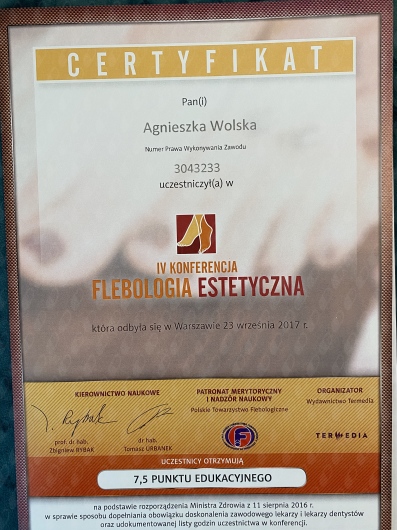 CERTYFIKAT
Pan(i)
Agnieszka Wolska
Numer Prawa Wykonywania Zawodu
3043233
uczestniczył(a) w
IV KONFERENCJA
FLEBOLOGIA ESTETYCZNA
która odbyła się w Warszawie 23 września 2017 r.
KIEROWNICTWO NAUKOWE
prof. dr hab.
Zbigniew RYBAK
dr hab.
Tomasz URBANEK
PATRONAT MERYTORYCZNY
I NADZÓR NAUKOWY
Polskie Towarzystwo Flebologiczne
ORGANIZATOR
Wydawnictwo Termedia
TERMEDIA
UCZESTNICY OTRZYMUJĄ
7,5 PUNKTU EDUKACYJNEGO
na podstawie rozporządzenia Ministra Zdrowia z 11 sierpnia 2016 r.
w sprawie sposobu dopełniania obowiązku doskonalenia zawodowego lekarzy i lekarzy dentystów
oraz udokumentowanej listy godzin uczestnictwa w konferencji.